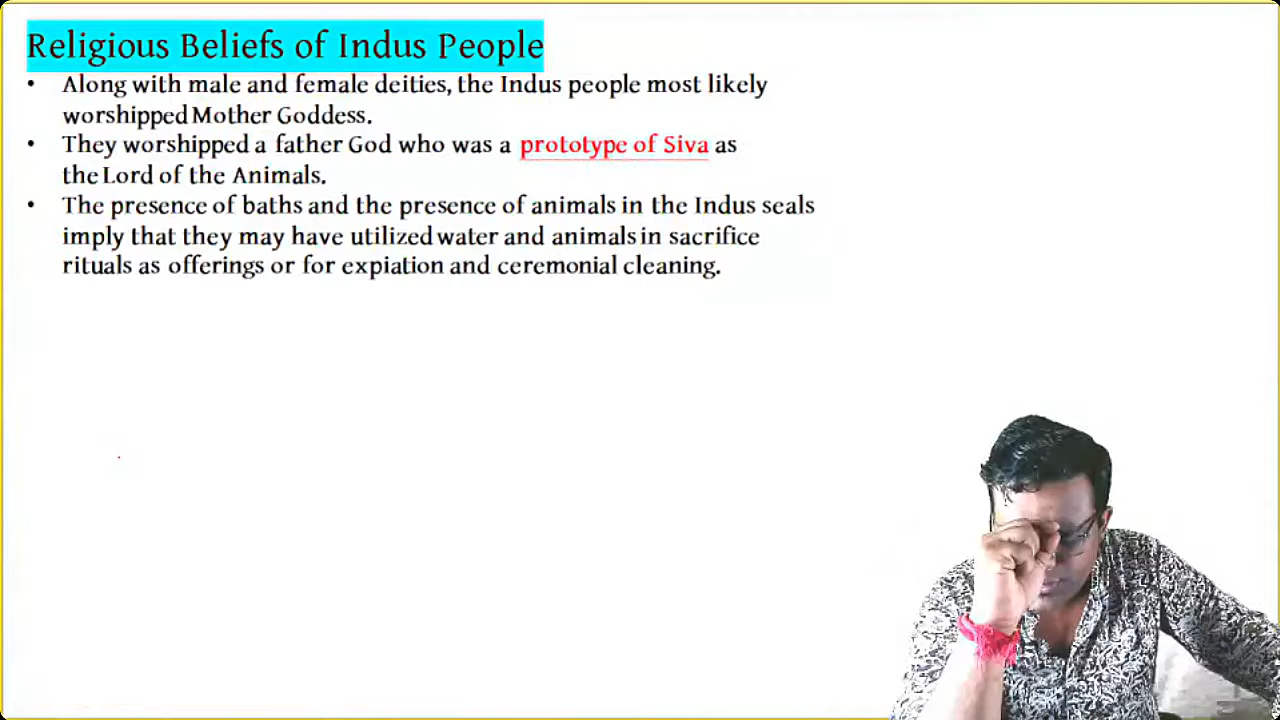 Religious Beliefs of Indus People
• Along with male and female deities, the Indus people most likely
worshipped Mother Goddess.
• They worshipped a father God who was a prototype of Siva as
the Lord of the Animals.
• The presence of baths and the presence of animals in the Indus seals
imply that they may have utilized water and animals in sacrifice
rituals as offerings or for expiation and ceremonial cleaning.